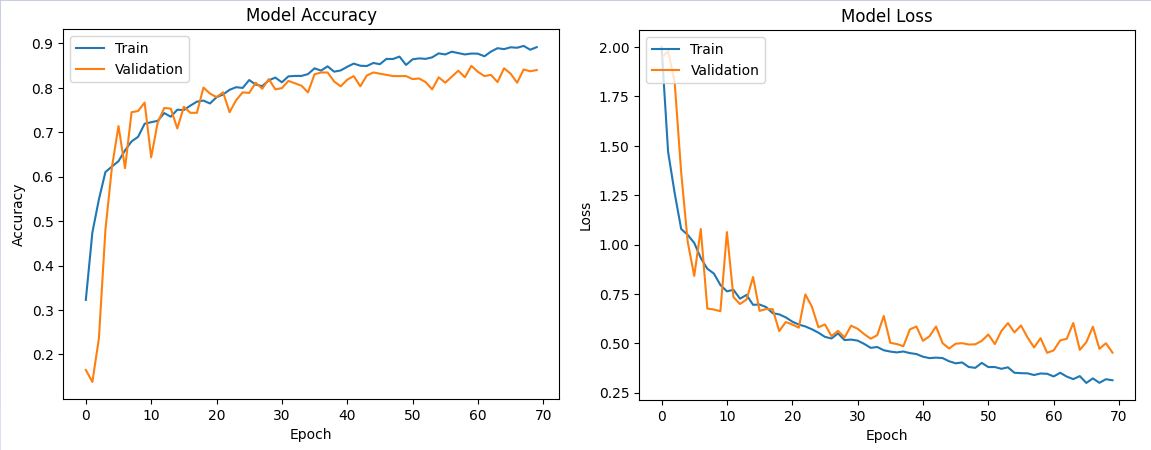 Model Accuracy
Train
Validation
0.9
0.8
0.7
0.6
0.5
0.4
0.3
0.2
Accuracy
0 10 20 30 40 50 60 70
Epoch
Model Loss
Train
Validation
2.00
1.75
1.50
1.25
1.00
0.75
0.50
0.25
Loss
0 10 20 30 40 50 60 70
Epoch